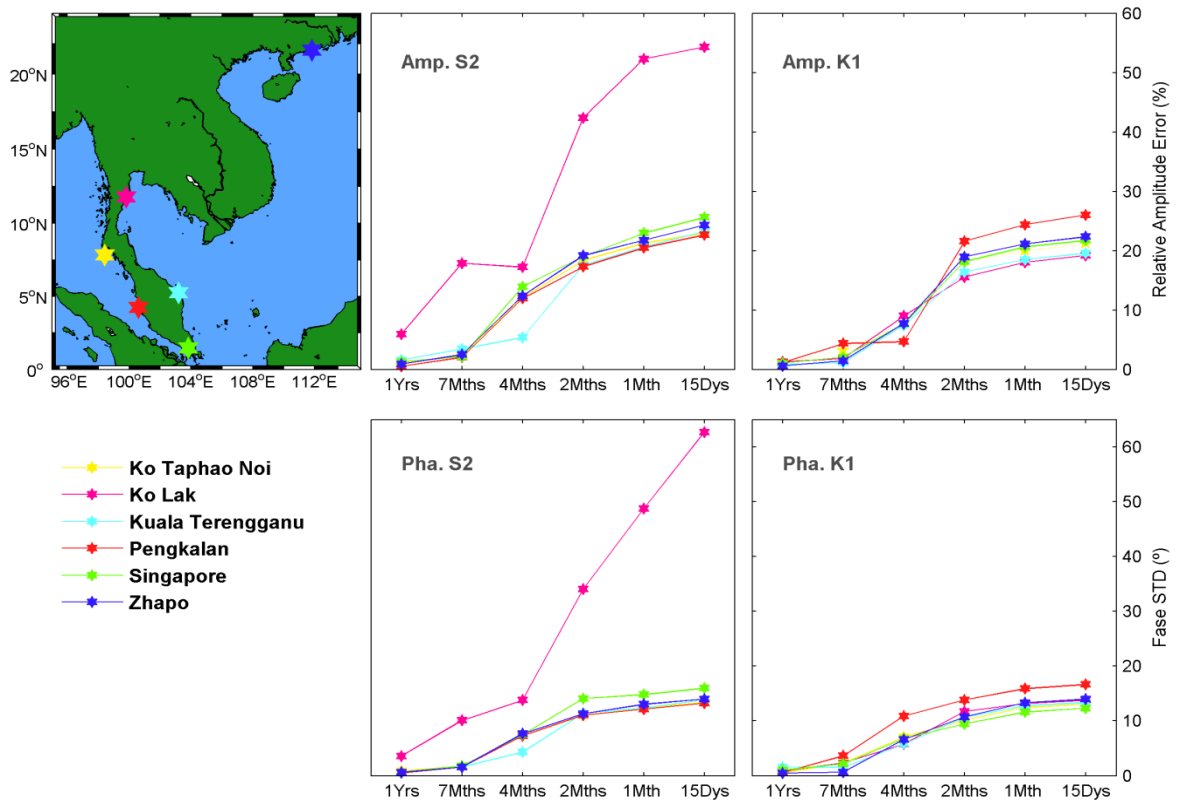 20°N
15°N
10°N
5°N
0°
96°E
100°E
104°E
108°E
112°E
Amp. S2
1Yrs 7Mths 4Mths 2Mths 1Mth 15Dys
Amp. K1
1Yrs 7Mths 4Mths 2Mths 1Mth 15Dys
60
50
40
30
20
10
0
Relative Amplitude Error (%)
Ko Taphao Noi
Ko Lak
Kuala Terengganu
Pengkalan
Singapore
Zhapo
Pha. S2
1Yrs 7Mths 4Mths 2Mths 1Mth 15Dys
Pha. K1
1Yrs 7Mths 4Mths 2Mths 1Mth 15Dys
60
50
40
30
20
10
0
Fase STD (º)